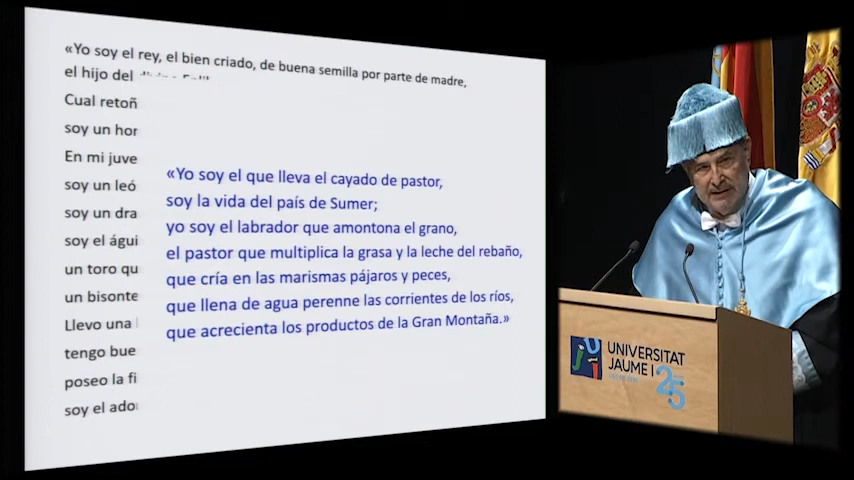 «Yo soy el rey, el bien criado, de buena semilla por parte de madre,
el hijo del
Cual retoñ
soy un hor
En mi juve
soy un leó
soy un dra
soy el águi
un toro qu
un bisonte
Llevo una
tengo bue
poseo la fi
soy el ado
«Yo soy el que lleva el cayado de pastor,
soy la vida del país de Sumer;
yo soy el labrador que amontona el grano,
el pastor que multiplica la grasa y la leche del rebaño,
que cría en las marismas pájaros y peces,
que llena de agua perenne las corrientes de los ríos,
que acrecienta los productos de la Gran Montaña.»
UNIVERSITAT
JAUME I
25